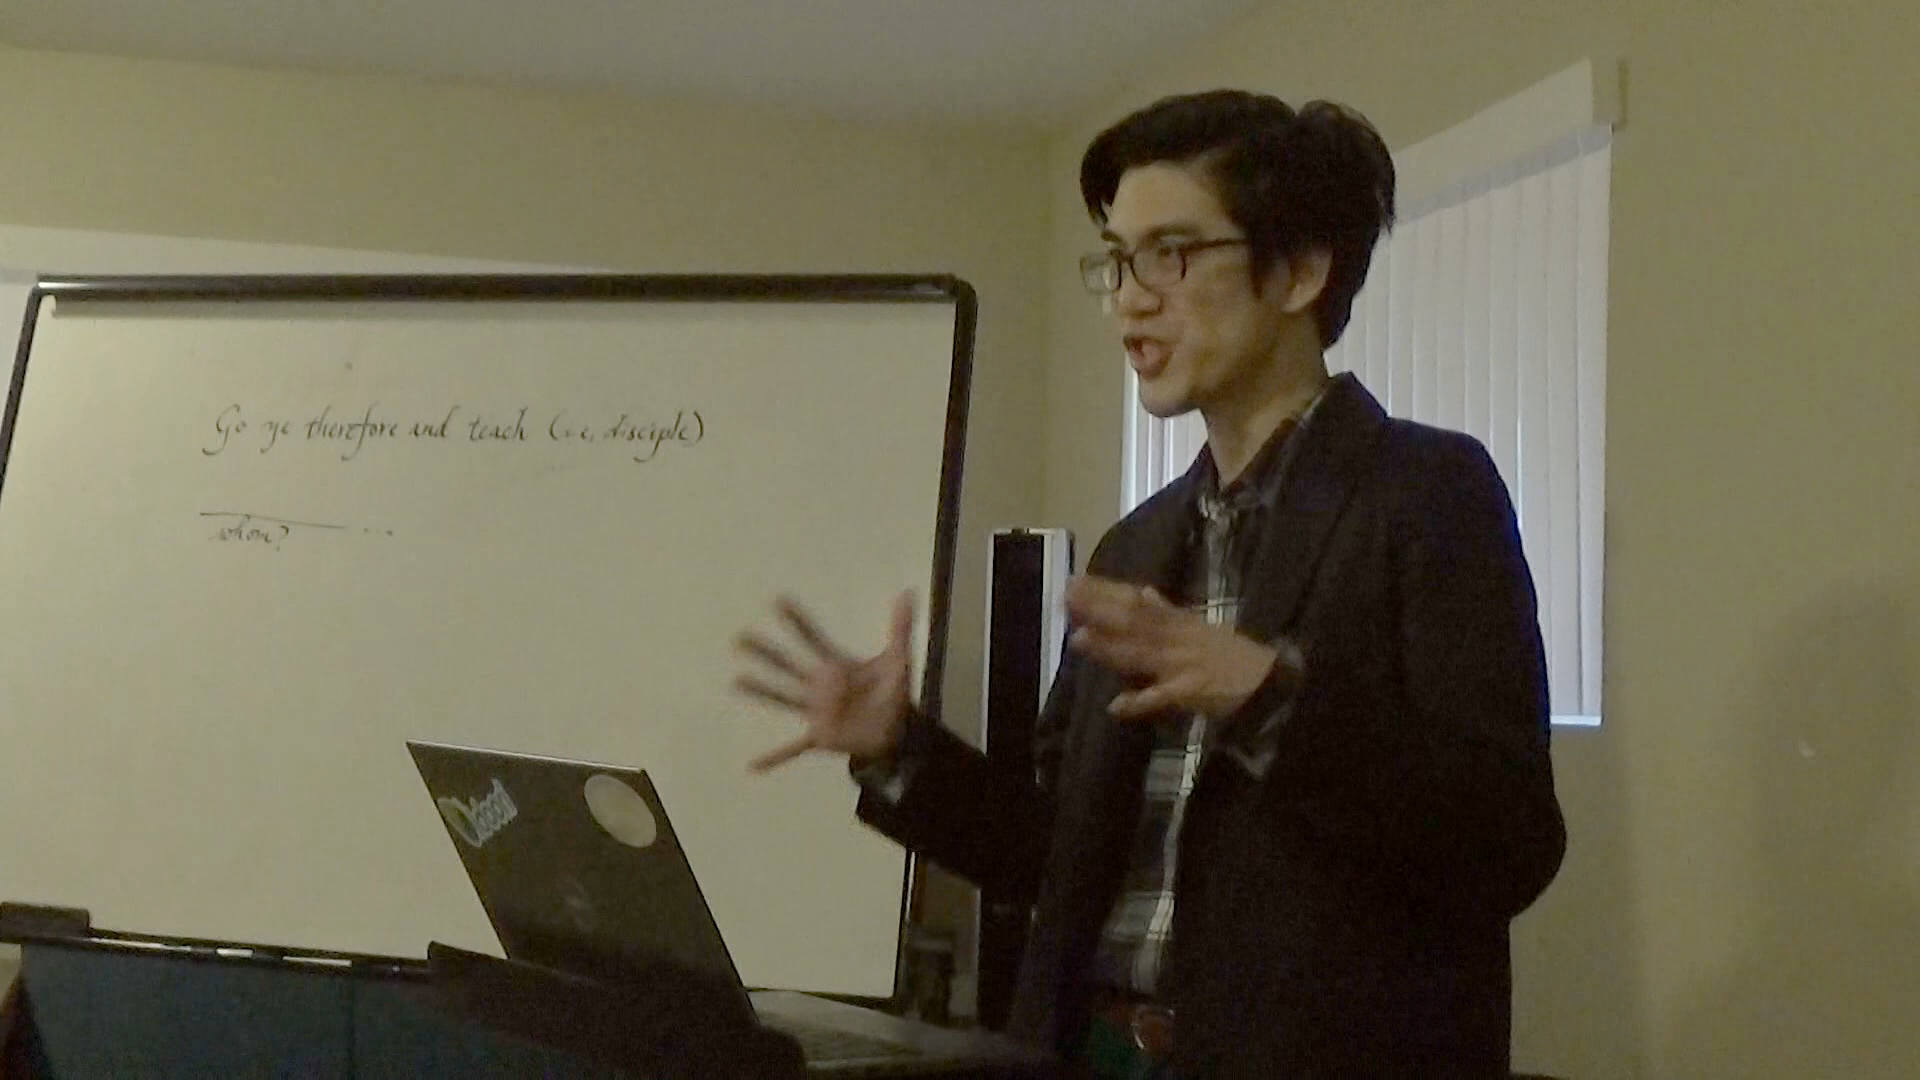 Go ye therefore and teach (i.e, disciple)
whom? ...